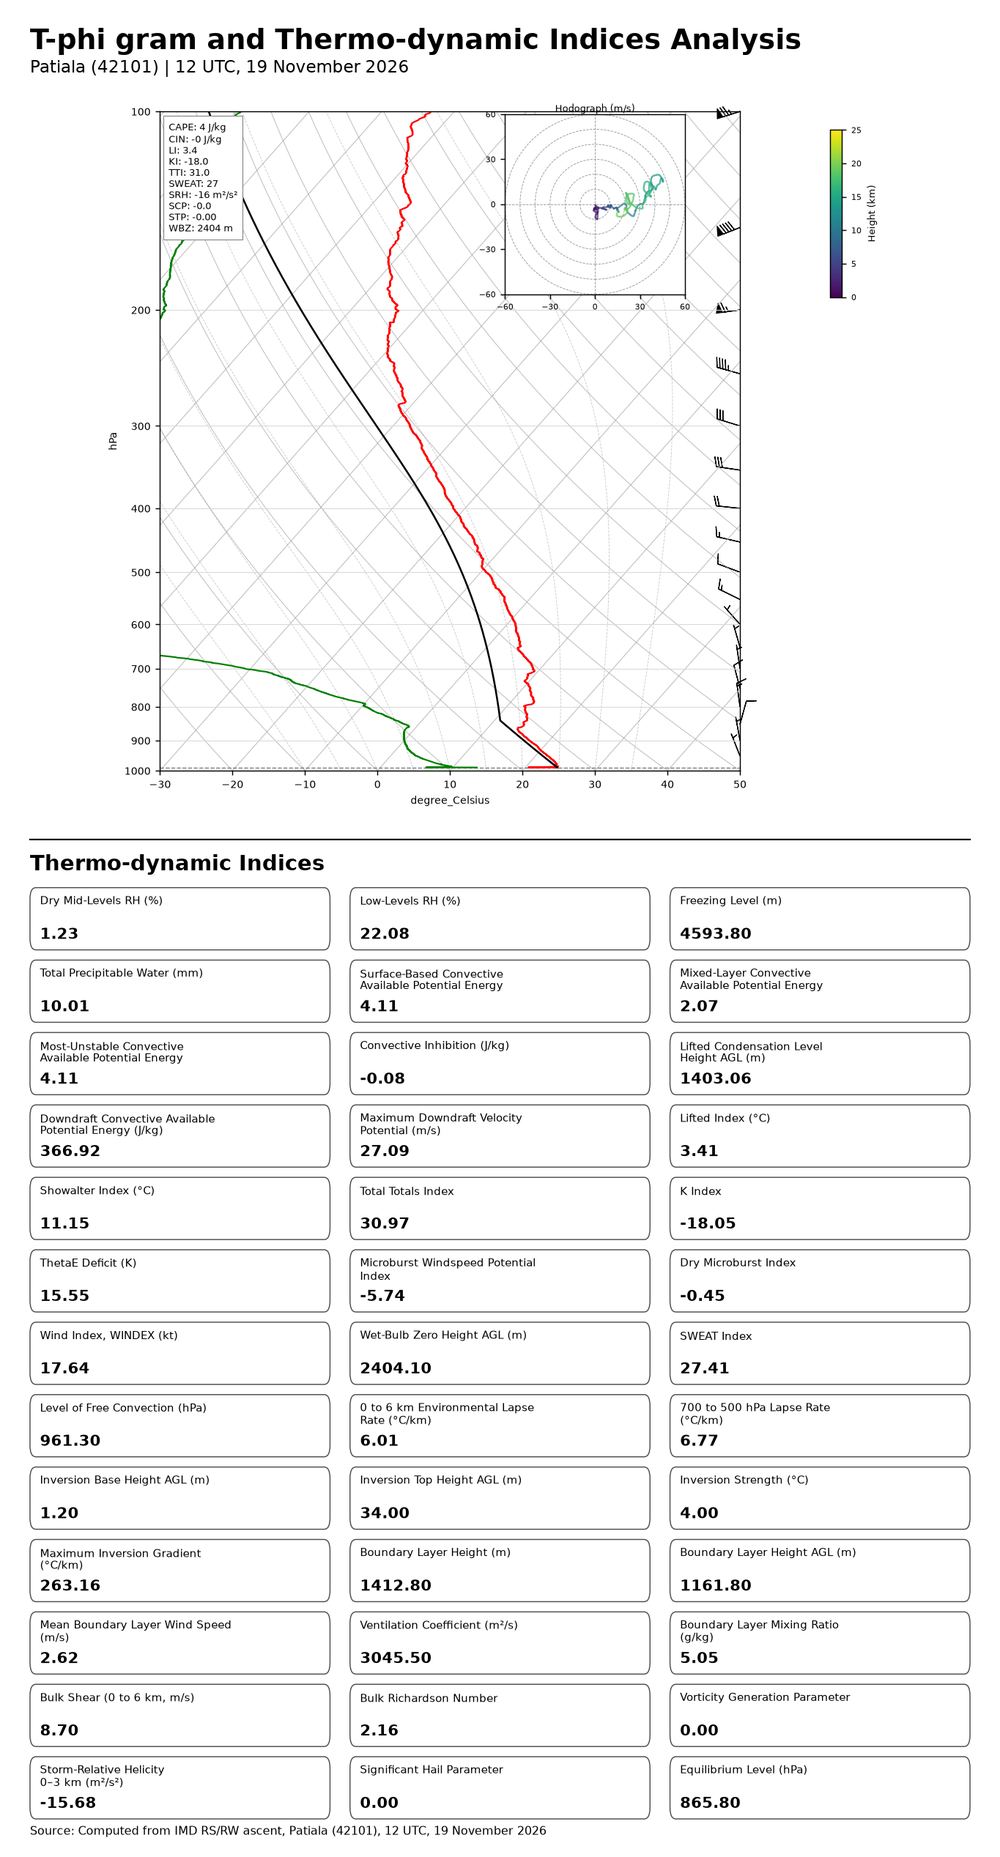 T-phi gram and Thermo-dynamic Indices Analysis
Patiala (42101) | 12 UTC, 19 November 2026
CAPE: 4 J/kg
CIN: -0 J/kg
LI: 3.4
KI: -18.0
TTI: 31.0
SWEAT: 27
SRH: -16 m²/s²
SCP: -0.0
STP: -0.00
WBZ: 2404 m
Hodograph (m/s)
60
30
0
−30
−60
−60 −30 0 30 60
25
20
15
10
5
0
Height (km)
100
200
300
400
500
600
700
800
900
1000
hPa
−30 −20 −10 0 10 20 30 40 50
degree_Celsius
Thermo-dynamic Indices
Dry Mid-Levels RH (%)
1.23
Low-Levels RH (%)
22.08
Freezing Level (m)
4593.80
Total Precipitable Water (mm)
10.01
Surface-Based Convective
Available Potential Energy
4.11
Mixed-Layer Convective
Available Potential Energy
2.07
Most-Unstable Convective
Available Potential Energy
4.11
Convective Inhibition (J/kg)
-0.08
Lifted Condensation Level
Height AGL (m)
1403.06
Downdraft Convective Available
Potential Energy (J/kg)
366.92
Maximum Downdraft Velocity
Potential (m/s)
27.09
Lifted Index (°C)
3.41
Showalter Index (°C)
11.15
Total Totals Index
30.97
K Index
-18.05
ThetaE Deficit (K)
15.55
Microburst Windspeed Potential
Index
-5.74
Dry Microburst Index
-0.45
Wind Index, WINDEX (kt)
17.64
Wet-Bulb Zero Height AGL (m)
2404.10
SWEAT Index
27.41
Level of Free Convection (hPa)
961.30
0 to 6 km Environmental Lapse
Rate (°C/km)
6.01
700 to 500 hPa Lapse Rate
(°C/km)
6.77
Inversion Base Height AGL (m)
1.20
Inversion Top Height AGL (m)
34.00
Inversion Strength (°C)
4.00
Maximum Inversion Gradient
(°C/km)
263.16
Boundary Layer Height (m)
1412.80
Boundary Layer Height AGL (m)
1161.80
Mean Boundary Layer Wind Speed
(m/s)
2.62
Ventilation Coefficient (m²/s)
3045.50
Boundary Layer Mixing Ratio
(g/kg)
5.05
Bulk Shear (0 to 6 km, m/s)
8.70
Bulk Richardson Number
2.16
Vorticity Generation Parameter
0.00
Storm-Relative Helicity
0–3 km (m²/s²)
-15.68
Significant Hail Parameter
0.00
Equilibrium Level (hPa)
865.80
Source: Computed from IMD RS/RW ascent, Patiala (42101), 12 UTC, 19 November 2026